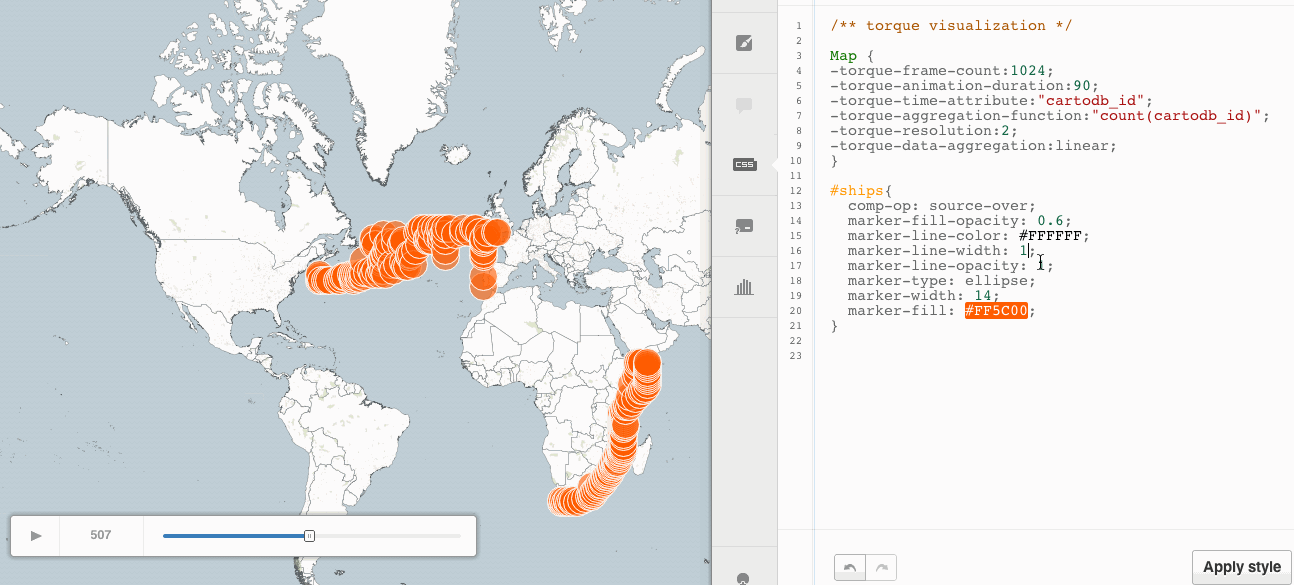 1 /** torque visualization */
2
3 Map {
4 -torque-frame-count:1024;
5 -torque-animation-duration:90;
6 -torque-time-attribute:"cartodb_id";
7 -torque-aggregation-function:"count(cartodb_id)";
8 -torque-resolution:2;
9 -torque-data-aggregation:linear;
10 }
11
12 #ships{
13 comp-op: source-over;
14 marker-fill-opacity: 0.6;
15 marker-line-color: #FFFFFF;
16 marker-line-width: 1;
17 marker-line-opacity: 1;
18 marker-type: ellipse;
19 marker-width: 14;
20 marker-fill: #FF5C00;
21 }
22
23
CSS
507
Apply style